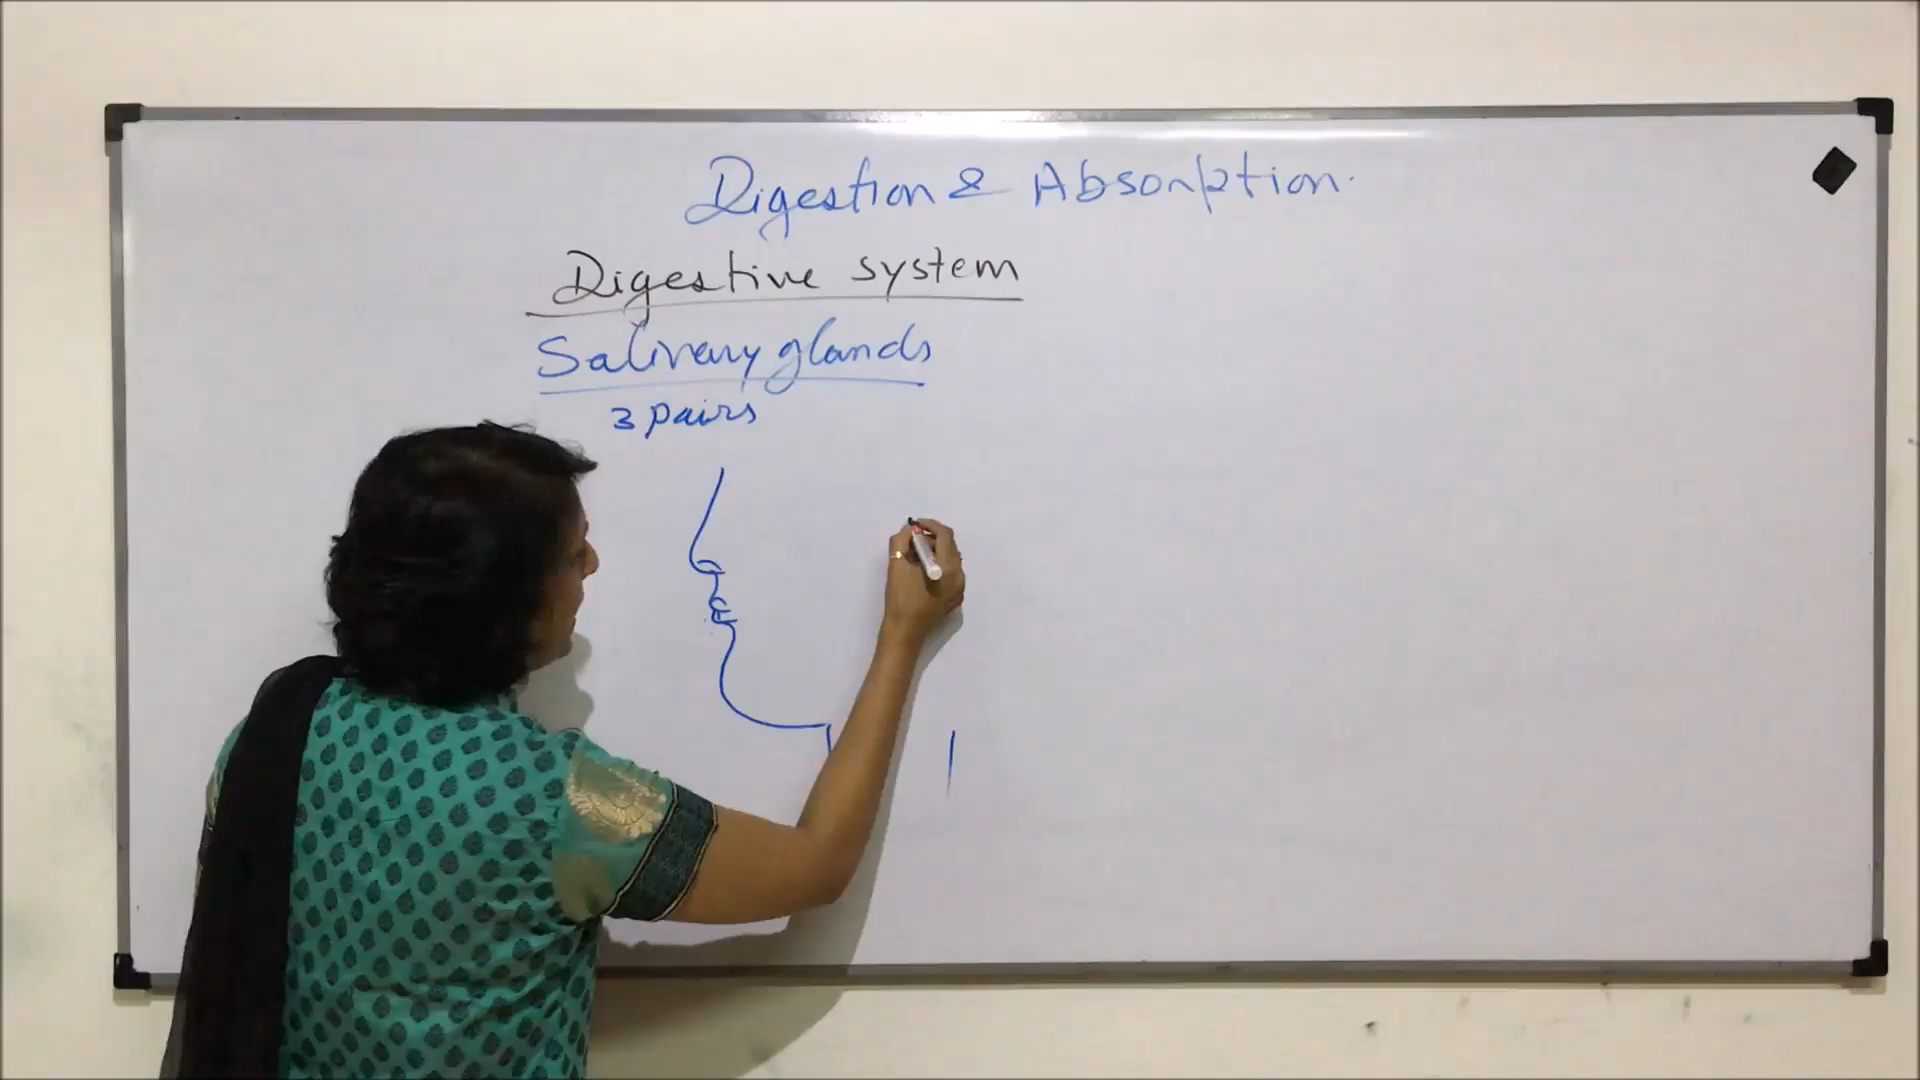 Digestion & Absorption.
Digestive system
Salivary glands
3 pairs